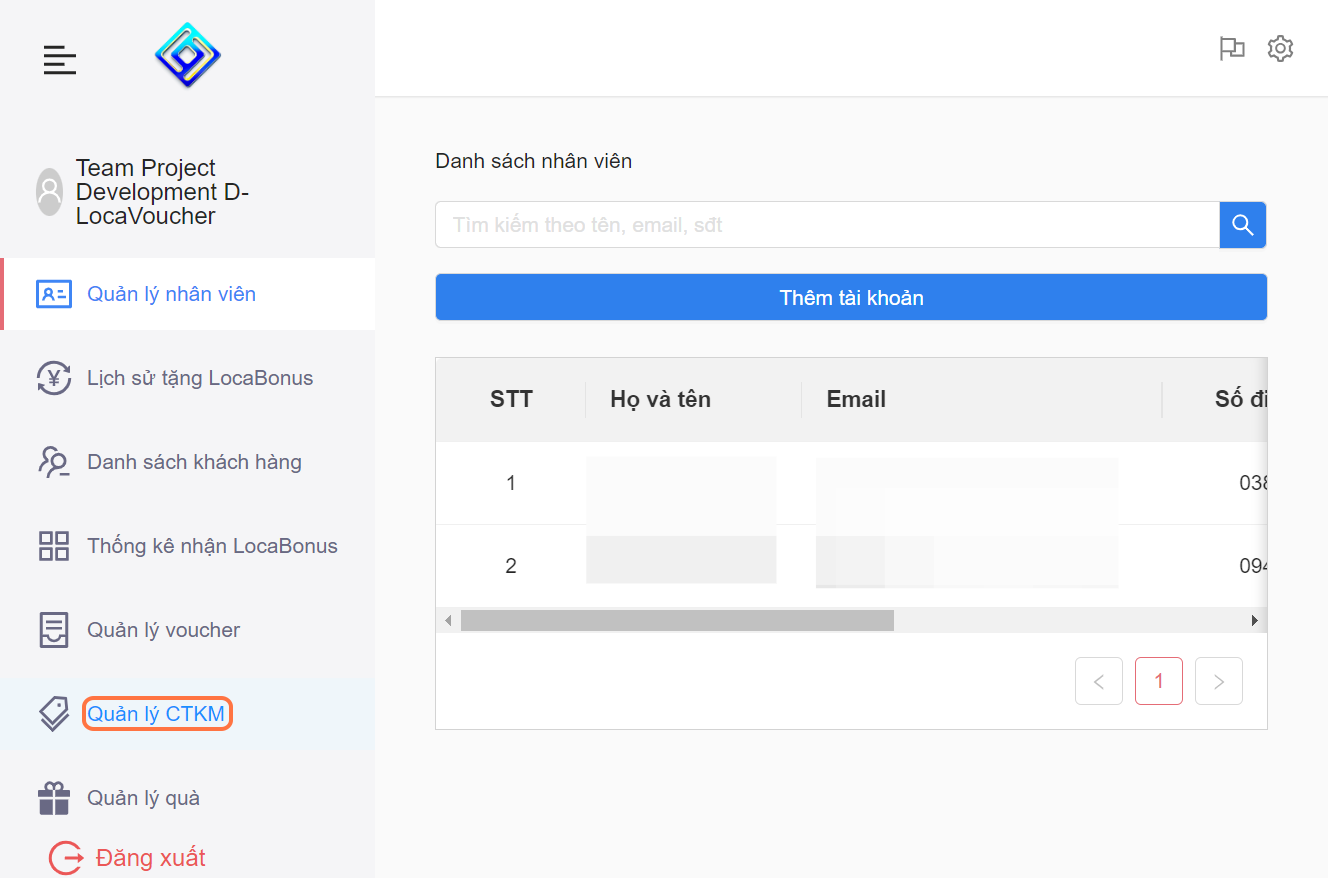 Team Project
Development D-
LocaVoucher
Quản lý nhân viên
Lịch sử tặng LocaBonus
Danh sách khách hàng
Thống kê nhận LocaBonus
Quản lý voucher
Quản lý CTKM
Quản lý quà
Đăng xuất
Danh sách nhân viên
Tìm kiếm theo tên, email, sđt
Thêm tài khoản
STT Họ và tên Email Số đi
1 038
2 094
1